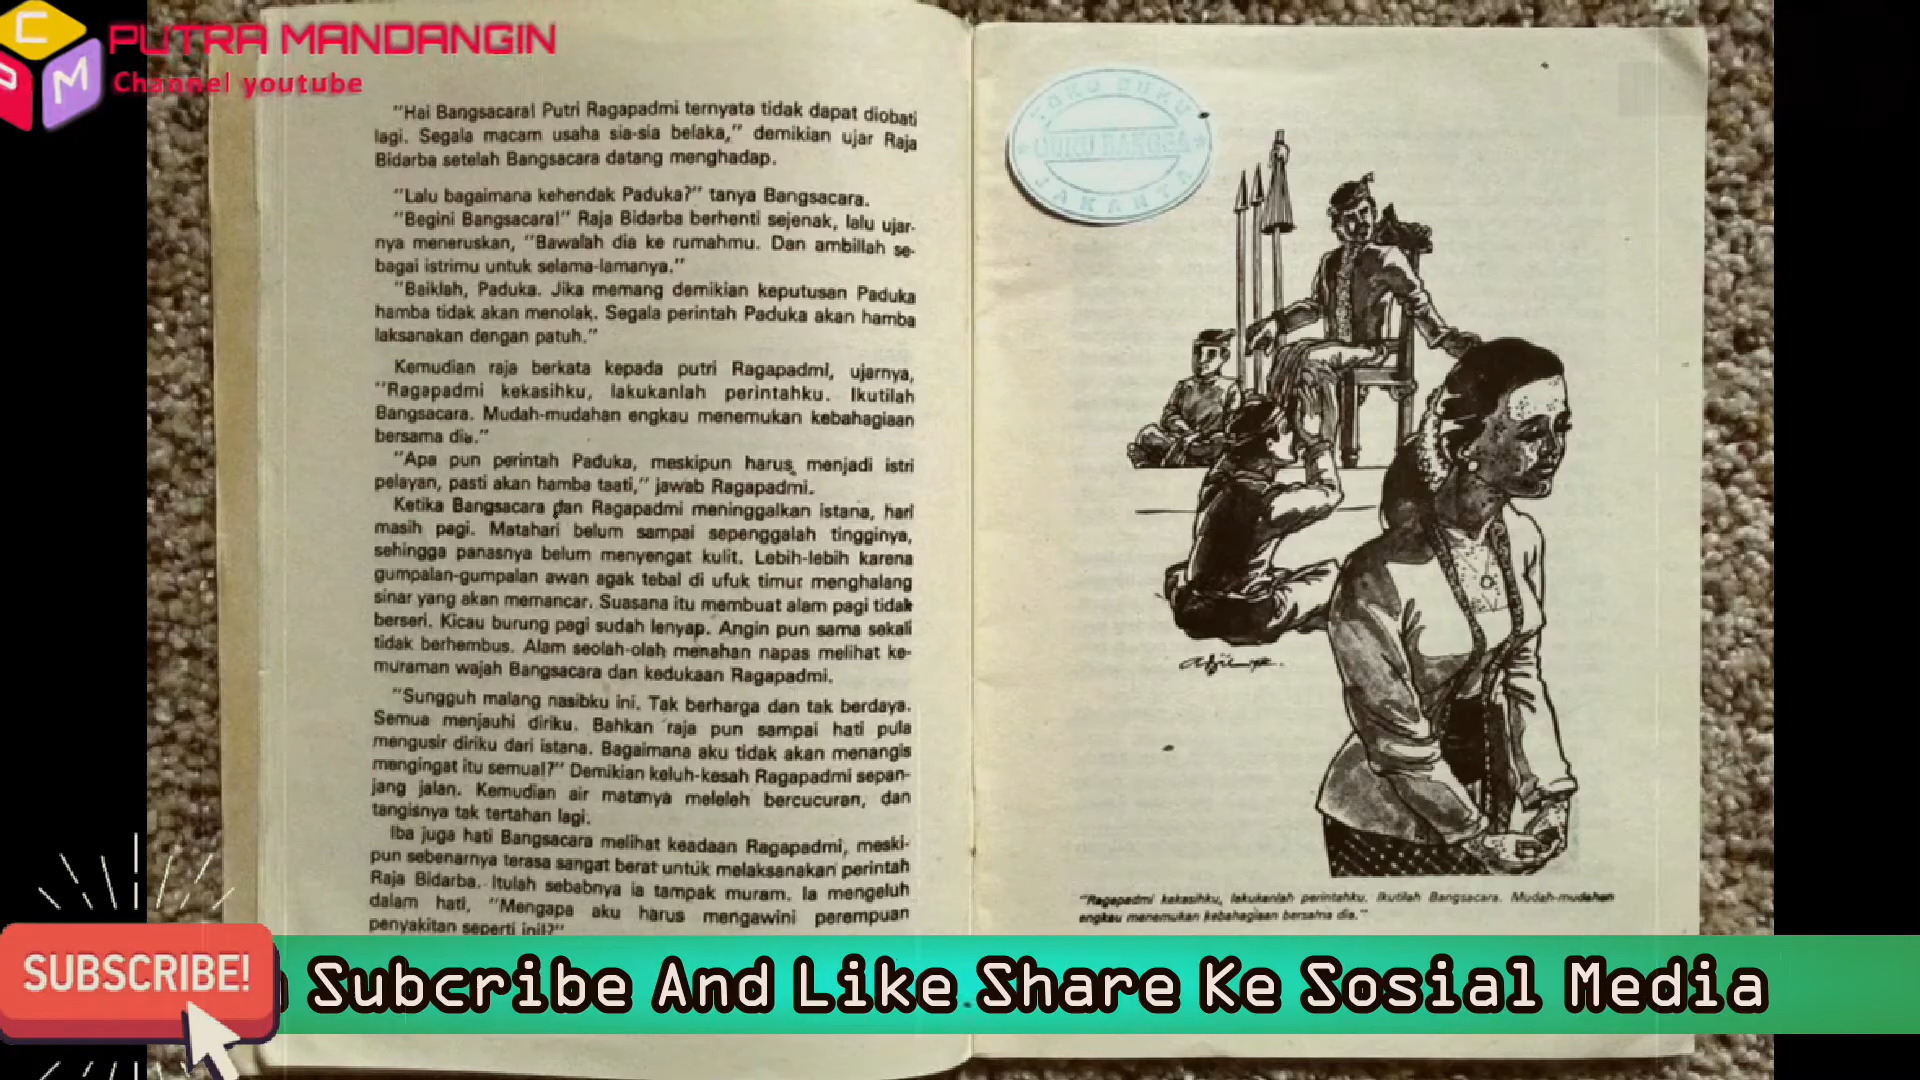 PUTRA MANDANGIN
Channel youtube
C
P M
"Hai Bangsacara! Putri Ragapadmi ternyata tidak dapat diobati
lagi. Segala macam usaha sia-sia belaka," demikian ujar Raja
Bidarba setelah Bangsacara datang menghadap.
"Lalu bagaimana kehendak Paduka?" tanya Bangsacara.
"Begini Bangsacara!" Raja Bidarba berhenti sejenak, lalu ujar-
nya meneruskan, "Bawalah dia ke rumahmu. Dan ambillah se-
bagai istrimu untuk selama-lamanya."
"Baiklah, Paduka. Jika memang demikian keputusan Paduka
hamba tidak akan menolak. Segala perintah Paduka akan hamba
laksanakan dengan patuh."
Kemudian raja berkata kepada putri Ragapadmi, ujarnya,
"Ragapadmi kekasihku, lakukanlah perintahku. Ikutilah
Bangsacara. Mudah-mudahan engkau menemukan kebahagiaan
bersama dia."
"Apa pun perintah Paduka, meskipun harus menjadi istri
pelayan, pasti akan hamba taati," jawab Ragapadmi.
Ketika Bangsacara dan Ragapadmi meninggalkan istana, hari
masih pagi. Matahari belum sampai sepenggalah tingginya,
sehingga panasnya belum menyengat kulit. Lebih-lebih karena
gumpalan-gumpalan awan agak tebal di ufuk timur menghalang
sinar yang akan memancar. Suasana itu membuat alam pagi tidak
berseri. Kicau burung pagi sudah lenyap. Angin pun sama sekali
tidak berhembus. Alam seolah-olah menahan napas melihat ke-
muraman wajah Bangsacara dan kedukaan Ragapadmi.
"Sungguh malang nasibku ini. Tak berharga dan tak berdaya.
Semua menjauhi diriku. Bahkan raja pun sampai hati pula
mengusir diriku dari istana. Bagaimana aku tidak akan menangis
mengingat itu semua!?" Demikian keluh-kesah Ragapadmi sepan-
jang jalan. Kemudian air matanya meleleh bercucuran, dan
tangisnya tak tertahan lagi.
Iba juga hati Bangsacara melihat keadaan Ragapadmi, meski-
pun sebenarnya terasa sangat berat untuk melaksanakan perintah
Raja Bidarba. Itulah sebabnya ia tampak muram. Ia mengeluh
dalam hati, "Mengapa aku harus mengawini perempuan
penyakitan seperti ini!?"
TOKO BUKU
GURU BANGSA
JAKARTA
"Ragapadmi kekasihku, lakukanlah perintahku. Ikutilah Bangsacara. Mudah-mudahan
engkau menemukan kebahagiaan bersama dia."
SUBSCRIBE!
Subcribe And Like Share Ke Sosial Media